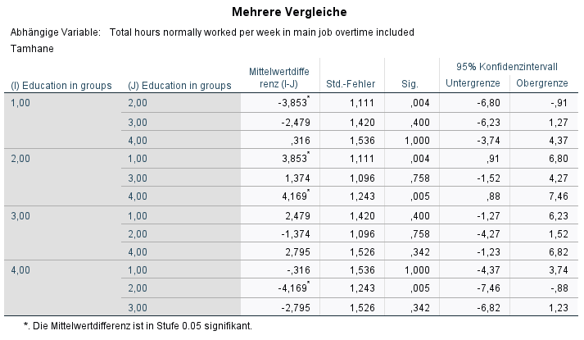 Mehrere Vergleiche
Abhängige Variable: Total hours normally worked per week in main job overtime included
Tamhane
(I) Education in groups (J) Education in groups Mittelwertdiffe renz (I-J) Std.-Fehler Sig. 95% Konfidenzintervall
Untergrenze Obergrenze
1,00 2,00 -3,853* 1,111 ,004 -6,80 -,91
3,00 -2,479 1,420 ,400 -6,23 1,27
4,00 ,316 1,536 1,000 -3,74 4,37
2,00 1,00 3,853* 1,111 ,004 ,91 6,80
3,00 1,374 1,096 ,758 -1,52 4,27
4,00 4,169* 1,243 ,005 ,88 7,46
3,00 1,00 2,479 1,420 ,400 -1,27 6,23
2,00 -1,374 1,096 ,758 -4,27 1,52
4,00 2,795 1,526 ,342 -1,23 6,82
4,00 1,00 -,316 1,536 1,000 -4,37 3,74
2,00 -4,169* 1,243 ,005 -7,46 -,88
3,00 -2,795 1,526 ,342 -6,82 1,23
*. Die Mittelwertdifferenz ist in Stufe 0.05 signifikant.